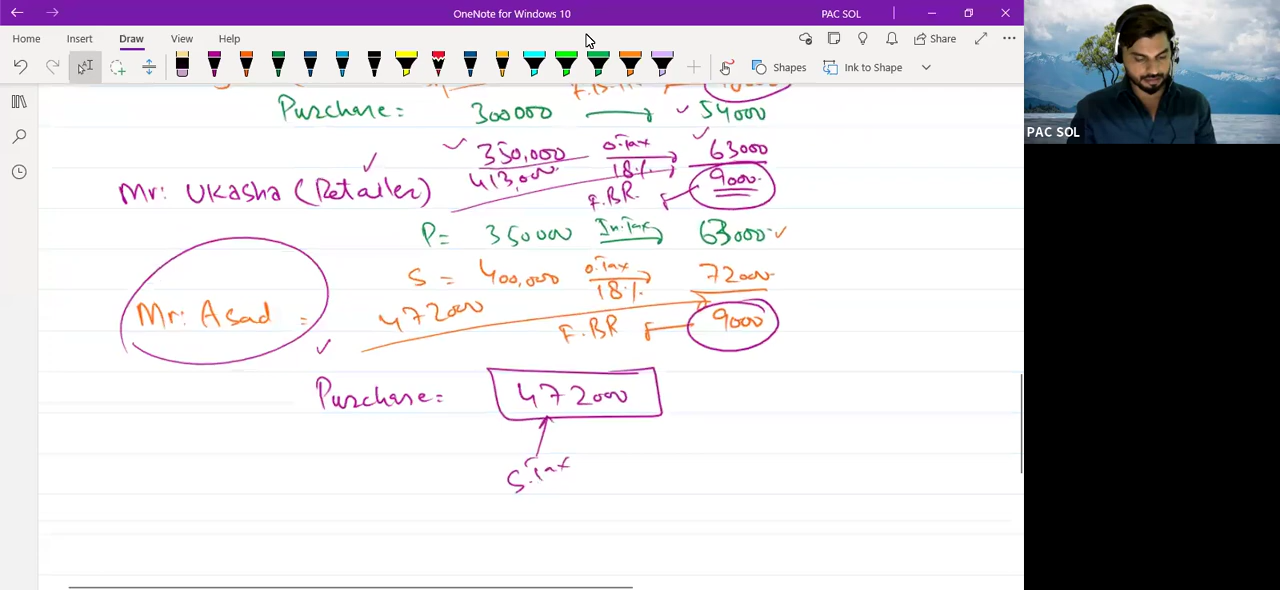 OneNote for Windows 10
PAC SOL
Home Insert Draw View Help
Share
Shapes
Ink to Shape
PAC SOL
Purchase = 300000 54000
350,000 O.Tax 63000
413,000 18%
Mr: Ukasha (Retailer) F.BR 9000
P = 350000 In.Tax 63000
S = 400,000 O.Tax 72000
18%
Mr: Asad = 472000 F.BR 9000
Purchase = 472000
S.Tax